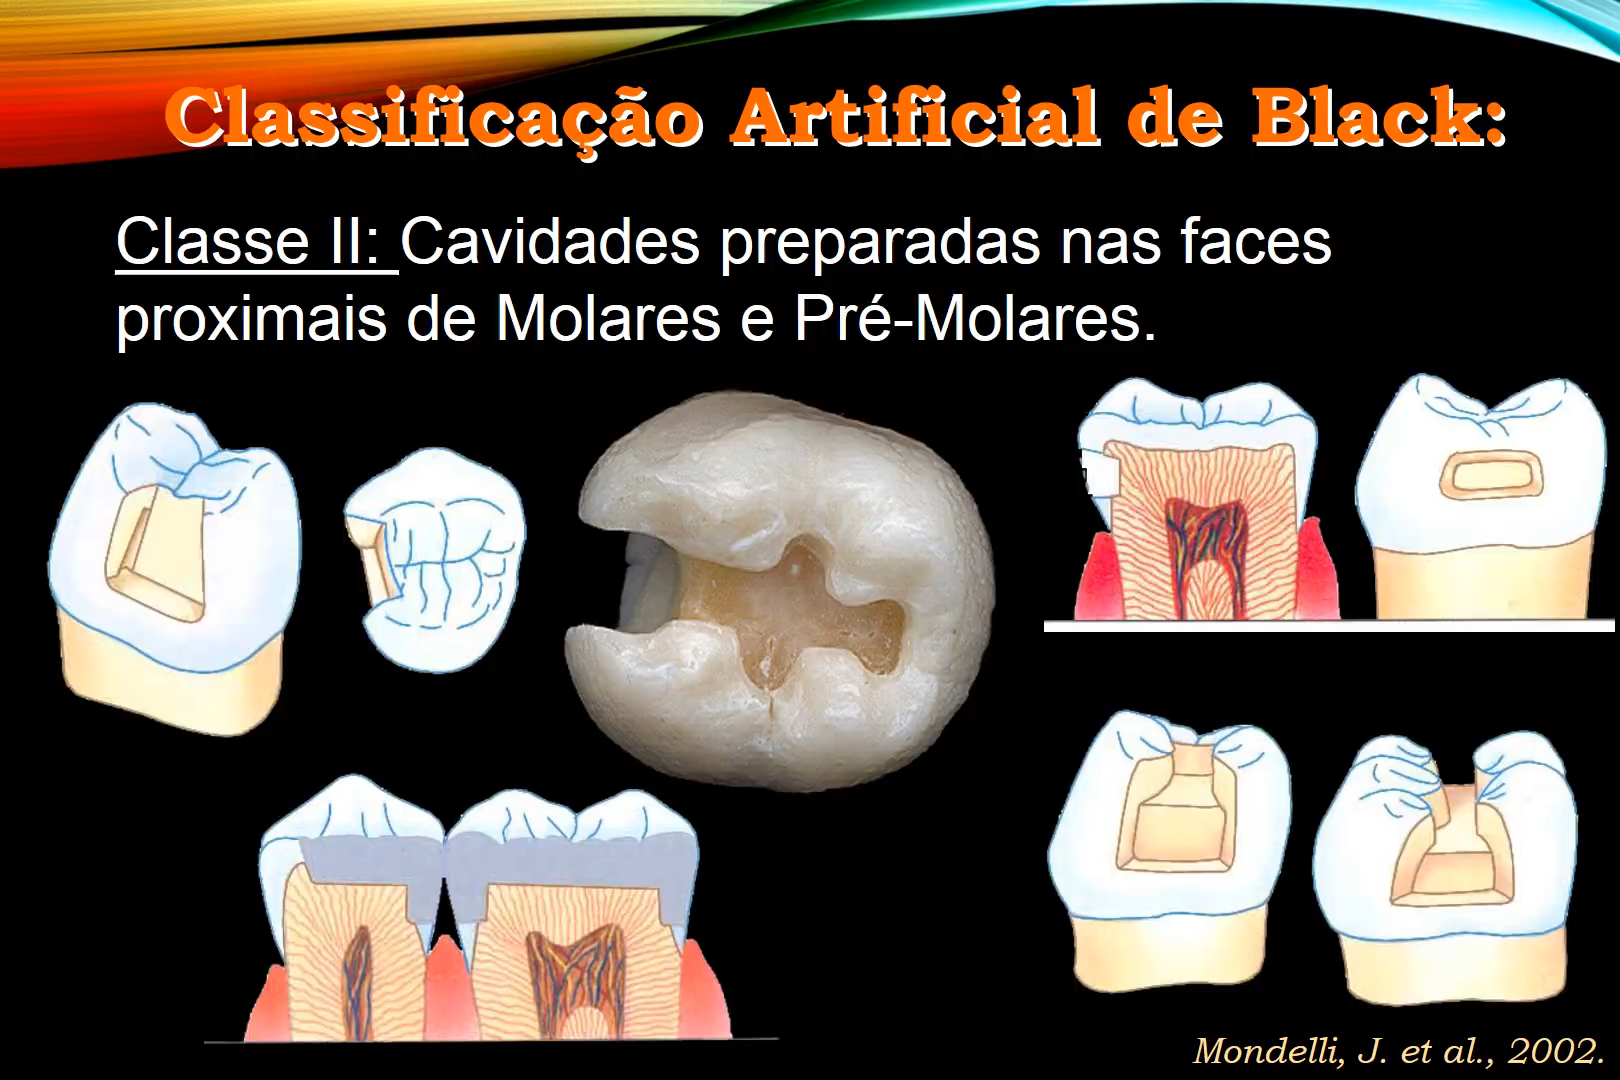 Classificação Artificial de Black:
Classe II: Cavidades preparadas nas faces
proximais de Molares e Pré-Molares.
Mondelli, J. et al., 2002.